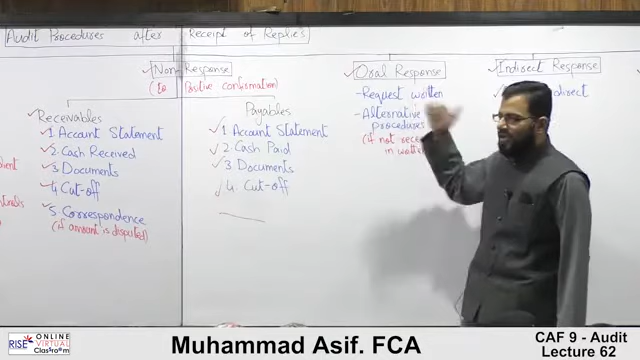 Audit Procedures after Receipt of Replies
Non-Response
(to Positive confirmation)
Receivables
1. Account Statement
2. Cash Received
3. Documents
4. Cut-off
5. Correspondence
(if amount is disputed)
Payables
1. Account Statement
2. Cash Paid
3. Documents
4. Cut-off
Oral Response
- Request written
- Alternative
procedures
(if not
in
Indirect Response
RISE
ONLINE
VIRTUAL
Classroom
Muhammad Asif. FCA
CAF 9 - Audit
Lecture 62